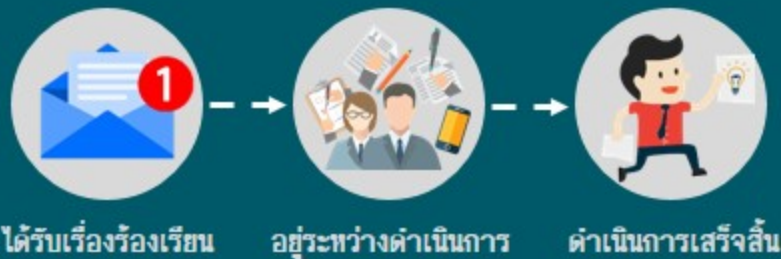 1
ได้รับเรื่องร้องเรียน
อยู่ระหว่างดำเนินการ
ดำเนินการเสร็จสิ้น